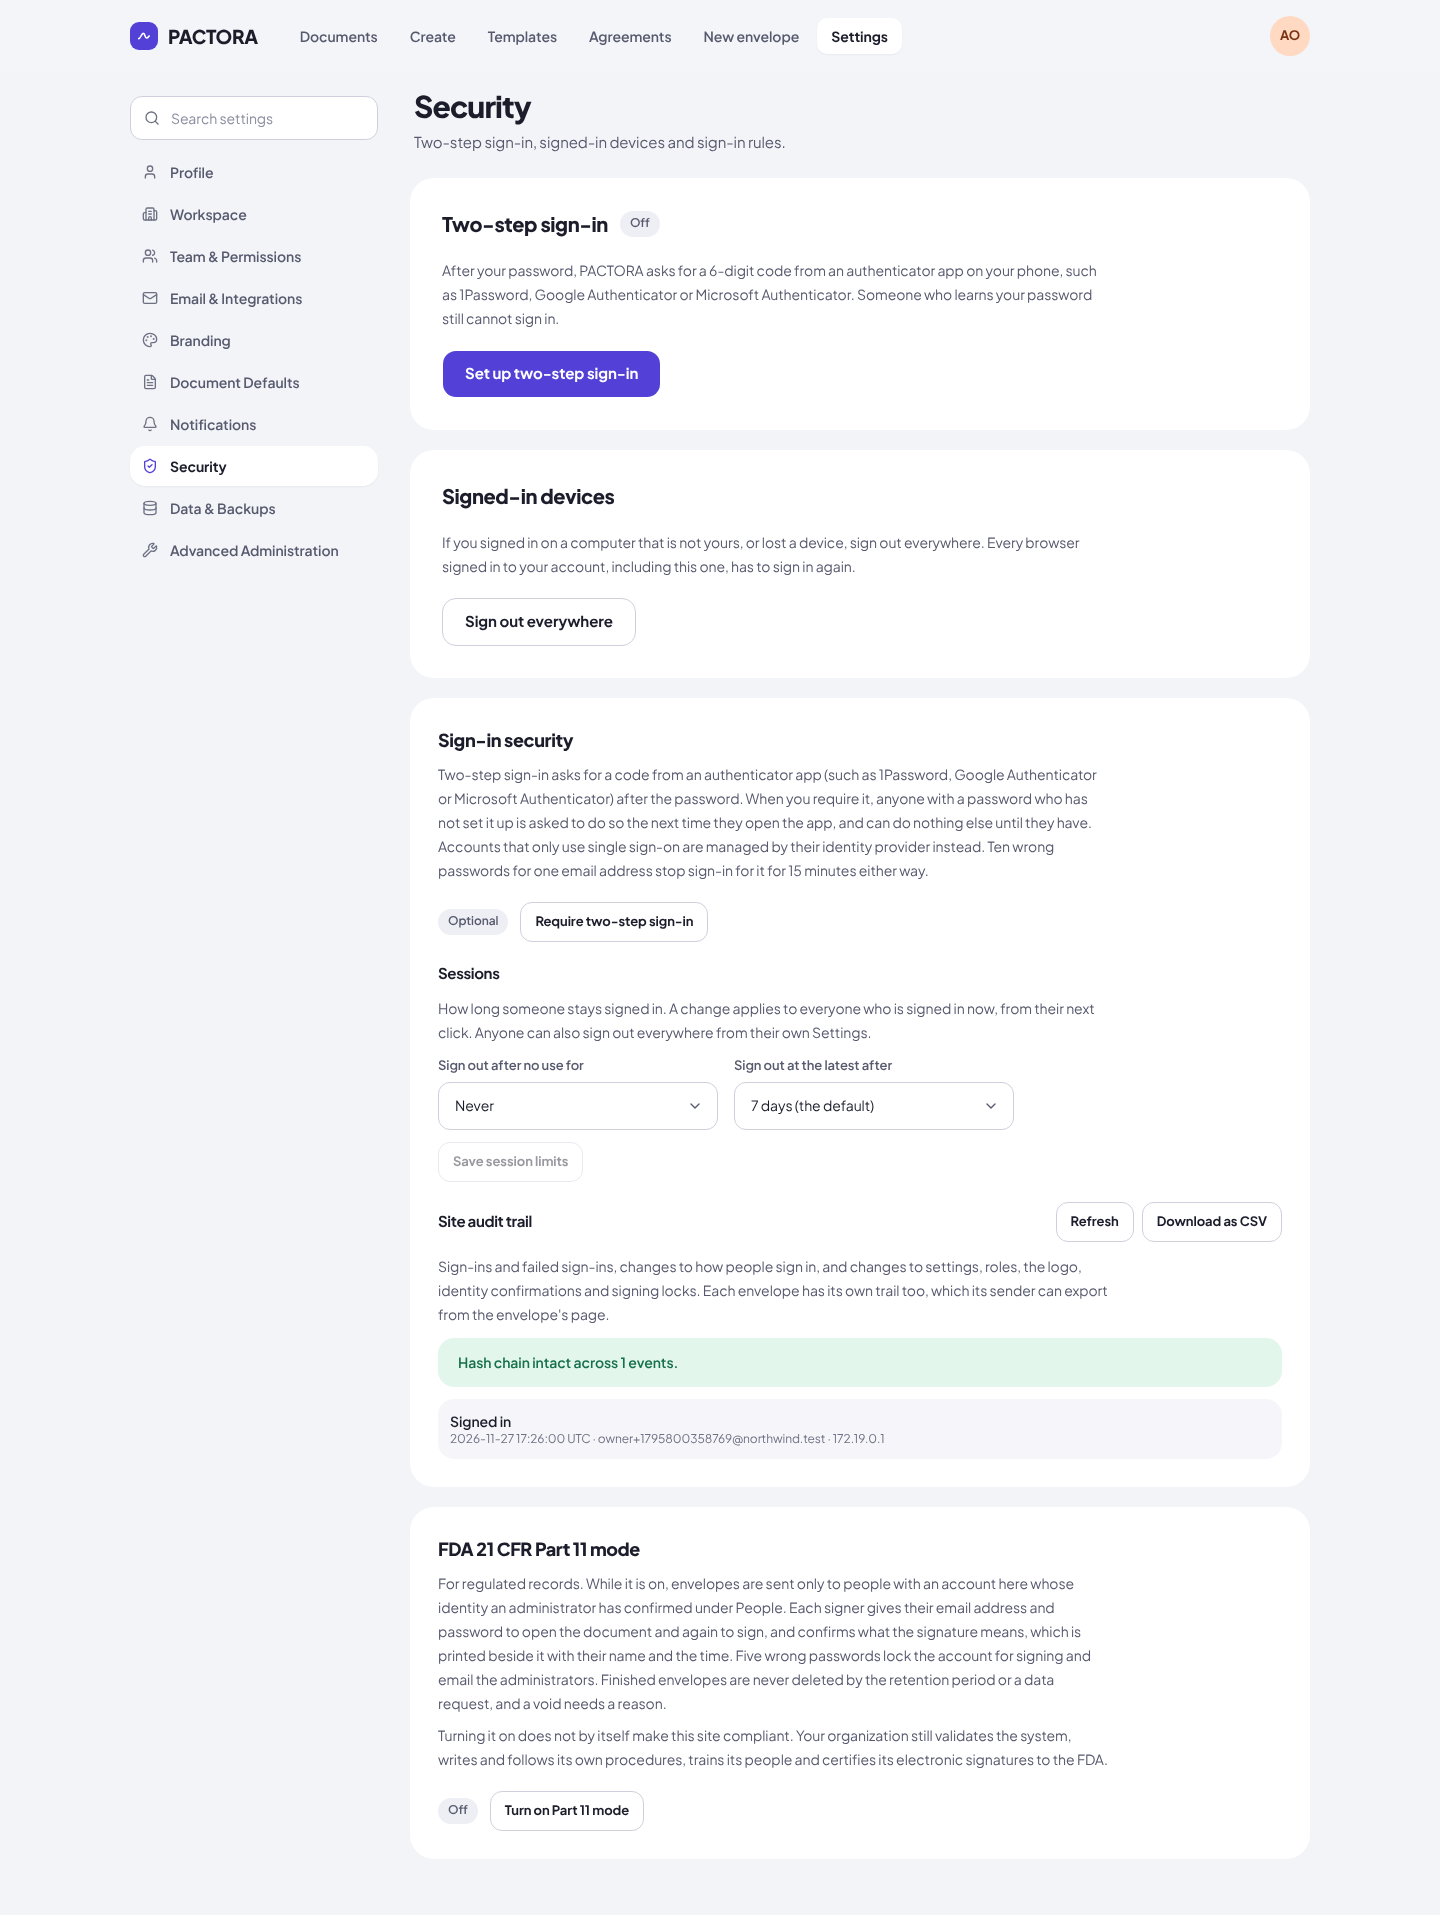 PACTORA
Documents
Create
Templates
Agreements
New envelope
Settings
AO
Search settings
Profile
Workspace
Team & Permissions
Email & Integrations
Branding
Document Defaults
Notifications
Security
Data & Backups
Advanced Administration
Security
Two-step sign-in, signed-in devices and sign-in rules.
Two-step sign-in
Off
After your password, PACTORA asks for a 6-digit code from an authenticator app on your phone, such
as 1Password, Google Authenticator or Microsoft Authenticator. Someone who learns your password
still cannot sign in.
Set up two-step sign-in
Signed-in devices
If you signed in on a computer that is not yours, or lost a device, sign out everywhere. Every browser
signed in to your account, including this one, has to sign in again.
Sign out everywhere
Sign-in security
Two-step sign-in asks for a code from an authenticator app (such as 1Password, Google Authenticator
or Microsoft Authenticator) after the password. When you require it, anyone with a password who has
not set it up is asked to do so the next time they open the app, and can do nothing else until they have.
Accounts that only use single sign-on are managed by their identity provider instead. Ten wrong
passwords for one email address stop sign-in for it for 15 minutes either way.
Optional
Require two-step sign-in
Sessions
How long someone stays signed in. A change applies to everyone who is signed in now, from their next
click. Anyone can also sign out everywhere from their own Settings.
Sign out after no use for
Sign out at the latest after
Never
7 days (the default)
Save session limits
Site audit trail
Refresh
Download as CSV
Sign-ins and failed sign-ins, changes to how people sign in, and changes to settings, roles, the logo,
identity confirmations and signing locks. Each envelope has its own trail too, which its sender can export
from the envelope's page.
Hash chain intact across 1 events.
Signed in
2026-11-27 17:26:00 UTC · owner+1795800358769@northwind.test · 172.19.0.1
FDA 21 CFR Part 11 mode
For regulated records. While it is on, envelopes are sent only to people with an account here whose
identity an administrator has confirmed under People. Each signer gives their email address and
password to open the document and again to sign, and confirms what the signature means, which is
printed beside it with their name and the time. Five wrong passwords lock the account for signing and
email the administrators. Finished envelopes are never deleted by the retention period or a data
request, and a void needs a reason.
Turning it on does not by itself make this site compliant. Your organization still validates the system,
writes and follows its own procedures, trains its people and certifies its electronic signatures to the FDA.
Off
Turn on Part 11 mode